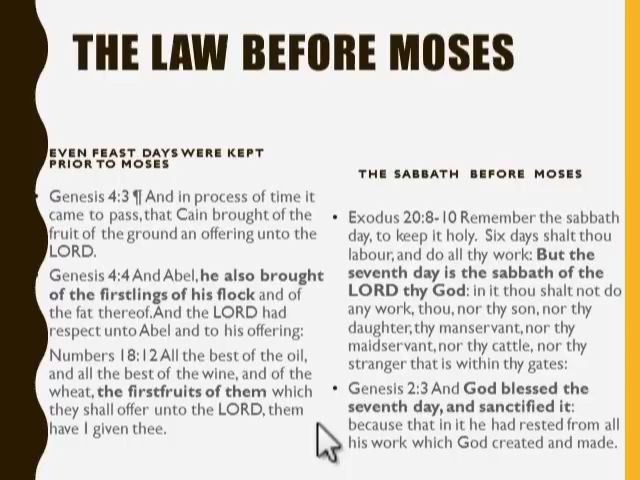 THE LAW BEFORE MOSES
EVEN FEAST DAYS WERE KEPT
PRIOR TO MOSES
• Genesis 4:3 ¶ And in process of time it
came to pass, that Cain brought of the
fruit of the ground an offering unto the
LORD.
Genesis 4:4 And Abel, he also brought
of the firstlings of his flock and of
the fat thereof. And the LORD had
respect unto Abel and to his offering:
Numbers 18:12 All the best of the oil,
and all the best of the wine, and of the
wheat, the firstfruits of them which
they shall offer unto the LORD, them
have I given thee.
THE SABBATH BEFORE MOSES
• Exodus 20:8-10 Remember the sabbath
day, to keep it holy. Six days shalt thou
labour, and do all thy work: But the
seventh day is the sabbath of the
LORD thy God: in it thou shalt not do
any work, thou, nor thy son, nor thy
daughter, thy manservant, nor thy
maidservant, nor thy cattle, nor thy
stranger that is within thy gates:
• Genesis 2:3 And God blessed the
seventh day, and sanctified it:
because that in it he had rested from all
his work which God created and made.